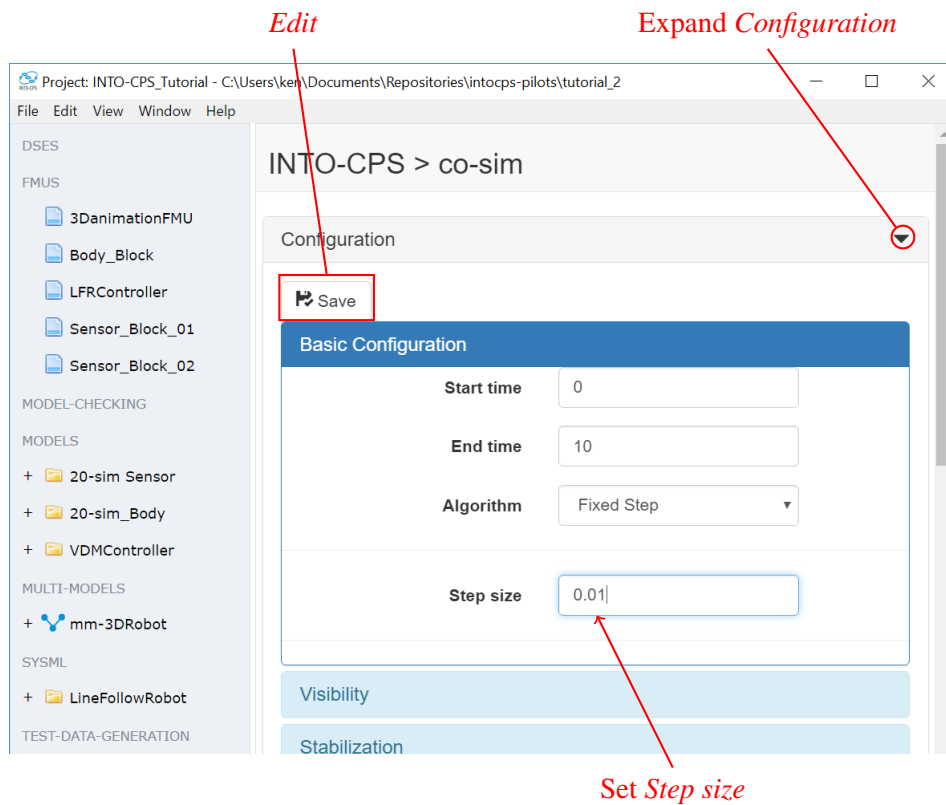 Edit
Expand Configuration
Project: INTO-CPS_Tutorial - C:\Users\ken\Documents\Repositories\intocps-pilots\tutorial_2
File Edit View Window Help
DSES
FMUS
3DanimationFMU
Body_Block
LFRController
Sensor_Block_01
Sensor_Block_02
MODEL-CHECKING
MODELS
+ 20-sim Sensor
+ 20-sim_Body
+ VDMController
MULTI-MODELS
+ mm-3DRobot
SYSML
+ LineFollowRobot
TEST-DATA-GENERATION
INTO-CPS > co-sim
Configuration
Save
Basic Configuration
Start time 0
End time 10
Algorithm Fixed Step
Step size 0.01
Visibility
Stabilization
Set Step size